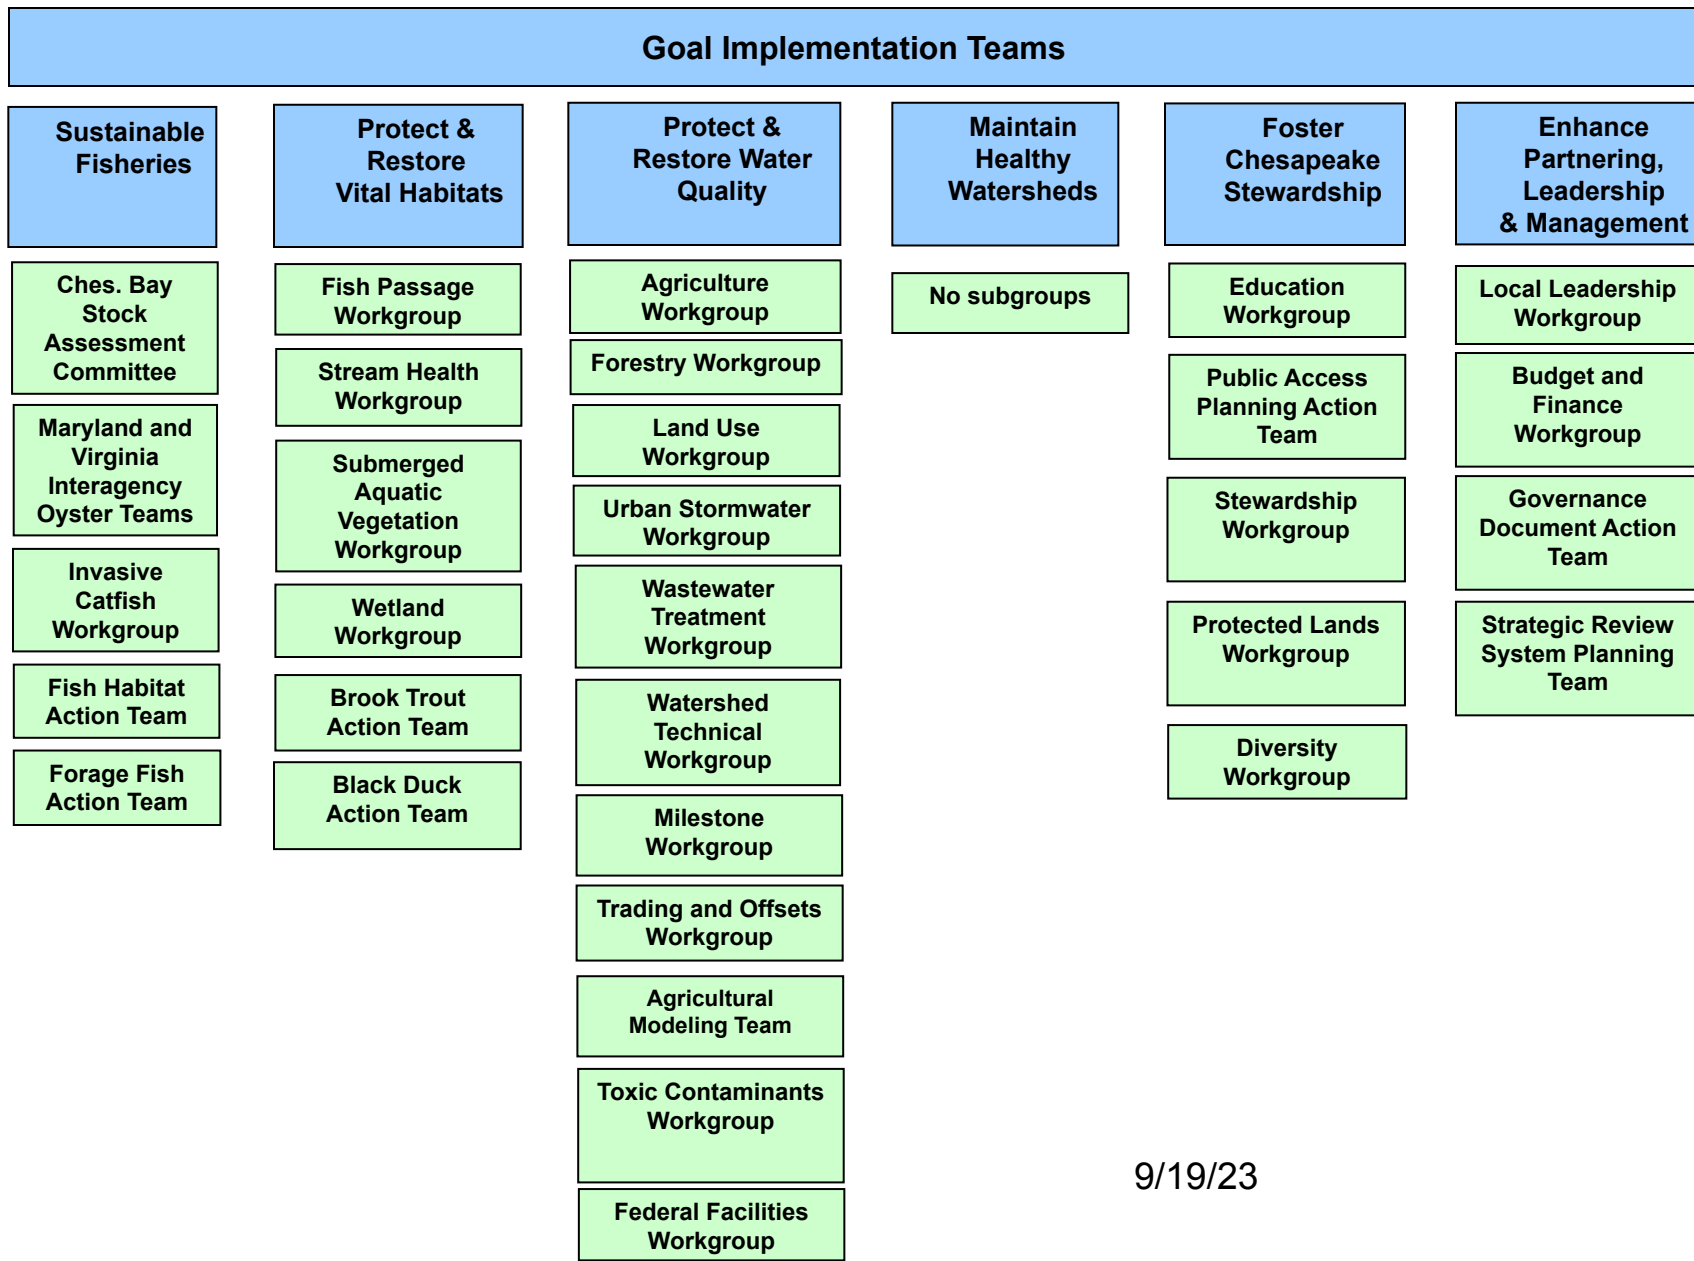 Goal Implementation Teams
Sustainable
Fisheries
Ches. Bay
Stock
Assessment
Committee
Maryland and
Virginia
Interagency
Oyster Teams
Invasive
Catfish
Workgroup
Fish Habitat
Action Team
Forage Fish
Action Team
Protect &
Restore
Vital Habitats
Fish Passage
Workgroup
Stream Health
Workgroup
Submerged
Aquatic
Vegetation
Workgroup
Wetland
Workgroup
Brook Trout
Action Team
Black Duck
Action Team
Protect &
Restore Water
Quality
Agriculture
Workgroup
Forestry Workgroup
Land Use
Workgroup
Urban Stormwater
Workgroup
Wastewater
Treatment
Workgroup
Watershed
Technical
Workgroup
Milestone
Workgroup
Trading and Offsets
Workgroup
Agricultural
Modeling Team
Toxic Contaminants
Workgroup
Federal Facilities
Workgroup
Maintain
Healthy
Watersheds
No subgroups
Foster
Chesapeake
Stewardship
Education
Workgroup
Public Access
Planning Action
Team
Stewardship
Workgroup
Protected Lands
Workgroup
Diversity
Workgroup
Enhance
Partnering,
Leadership
& Management
Local Leadership
Workgroup
Budget and
Finance
Workgroup
Governance
Document Action
Team
Strategic Review
System Planning
Team
9/19/23